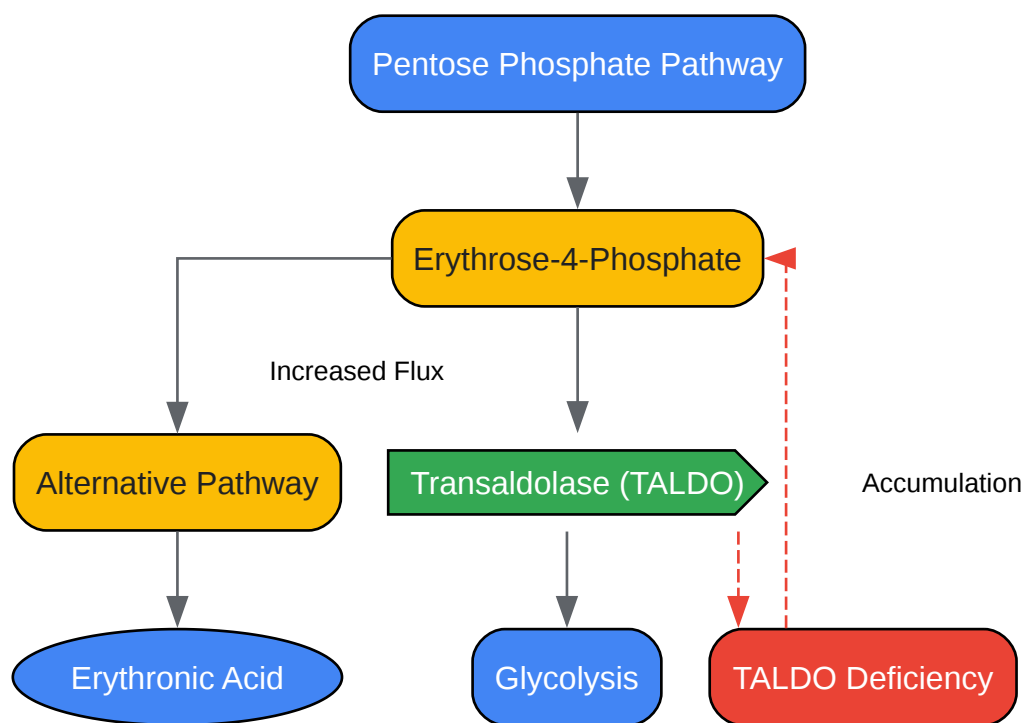 Pentose Phosphate Pathway
Erythrose-4-Phosphate
Increased Flux
Alternative Pathway
Transaldolase (TALDO)
Accumulation
Erythronic Acid
Glycolysis
TALDO Deficiency